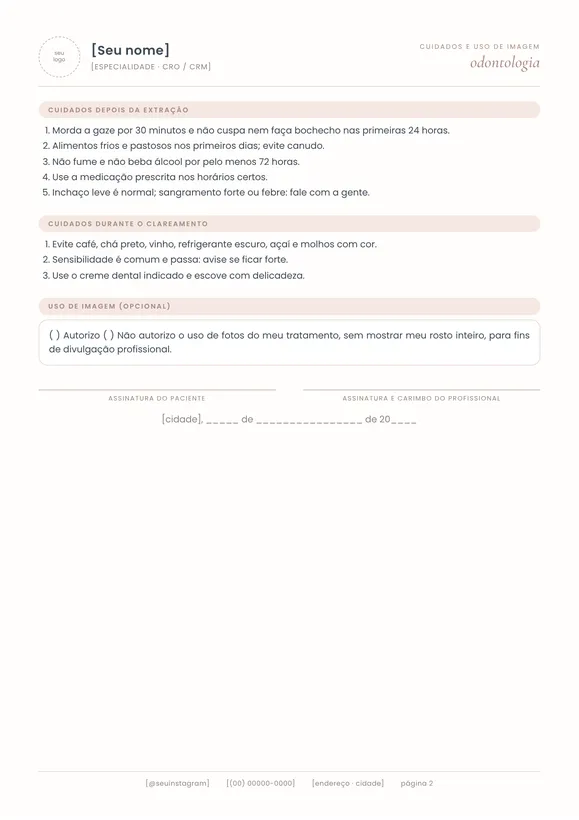 seu
logo
[Seu nome]
[ESPECIALIDADE · CRO / CRM]
CUIDADOS E USO DE IMAGEM
odontologia
CUIDADOS DEPOIS DA EXTRAÇÃO
1. Morda a gaze por 30 minutos e não cuspa nem faça bochecho nas primeiras 24 horas.
2. Alimentos frios e pastosos nos primeiros dias; evite canudo.
3. Não fume e não beba álcool por pelo menos 72 horas.
4. Use a medicação prescrita nos horários certos.
5. Inchaço leve é normal; sangramento forte ou febre: fale com a gente.
CUIDADOS DURANTE O CLAREAMENTO
1. Evite café, chá preto, vinho, refrigerante escuro, açaí e molhos com cor.
2. Sensibilidade é comum e passa: avise se ficar forte.
3. Use o creme dental indicado e escove com delicadeza.
USO DE IMAGEM (OPCIONAL)
( ) Autorizo ( ) Não autorizo o uso de fotos do meu tratamento, sem mostrar meu rosto inteiro, para fins
de divulgação profissional.
ASSINATURA DO PACIENTE
ASSINATURA E CARIMBO DO PROFISSIONAL
[cidade], _____ de ________________ de 20____
[@seuinstagram] [(00) 00000-0000] [endereço · cidade] página 2